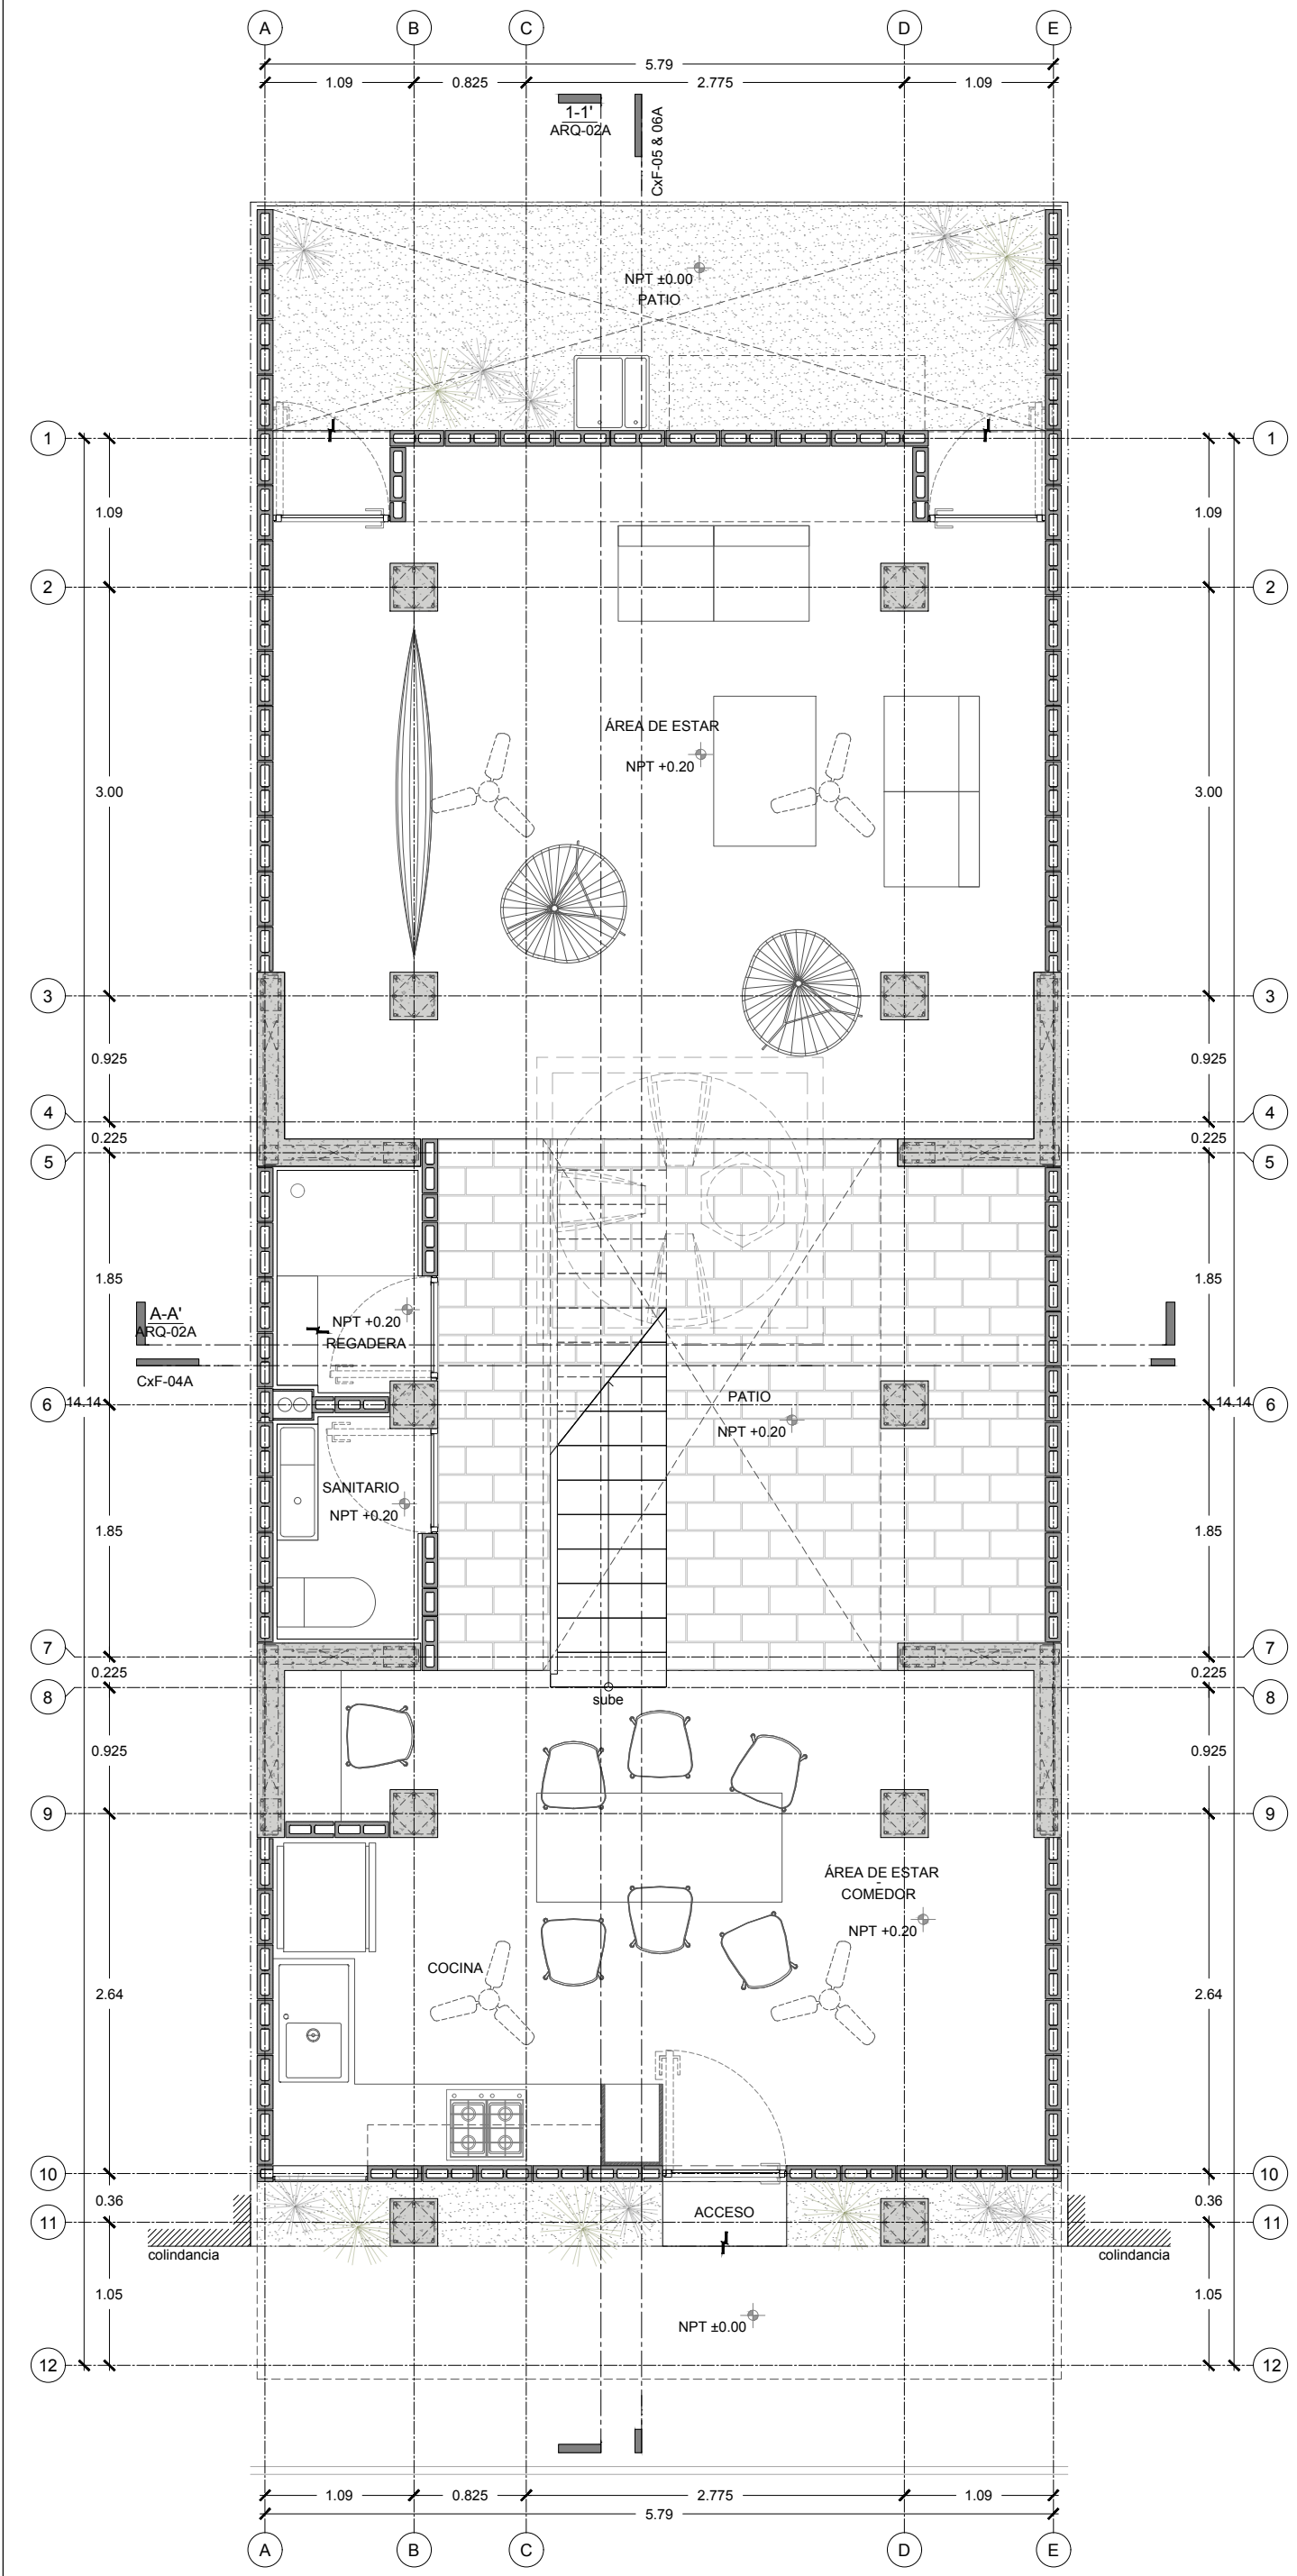 A B C D E
5.79
1.09 0.825 2.775 1.09
1-1'
ARQ-02A
CxF-05 & 06A
NPT ±0.00
PATIO
1 1
1.09 1.09
2 2
ÁREA DE ESTAR
NPT +0.20
3.00 3.00
3 3
0.925 0.925
4 4
0.225 0.225
5 5
1.85 1.85
A-A'
ARQ-02A
NPT +0.20
REGADERA
CxF-04A
PATIO
6 14.14 14.14 6
NPT +0.20
SANITARIO
NPT +0.20
1.85 1.85
7 7
0.225 0.225
8 8
sube
0.925 0.925
9 9
ÁREA DE ESTAR
-
COMEDOR
NPT +0.20
COCINA
2.64 2.64
10 10
0.36 0.36
ACCESO
11 11
colindancia colindancia
1.05 1.05
NPT ±0.00
12 12
1.09 0.825 2.775 1.09
5.79
A B C D E